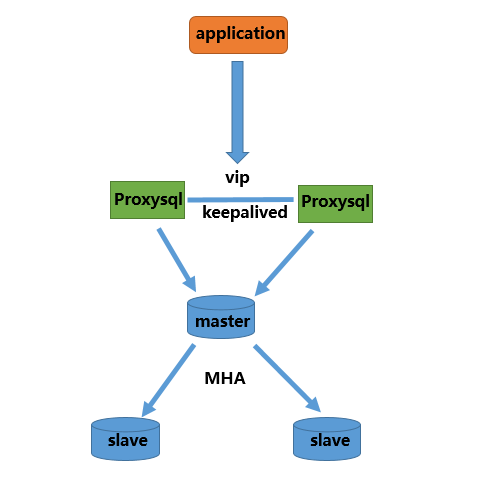 application
vip
Proxysql
keepalived
Proxysql
master
MHA
slave
slave